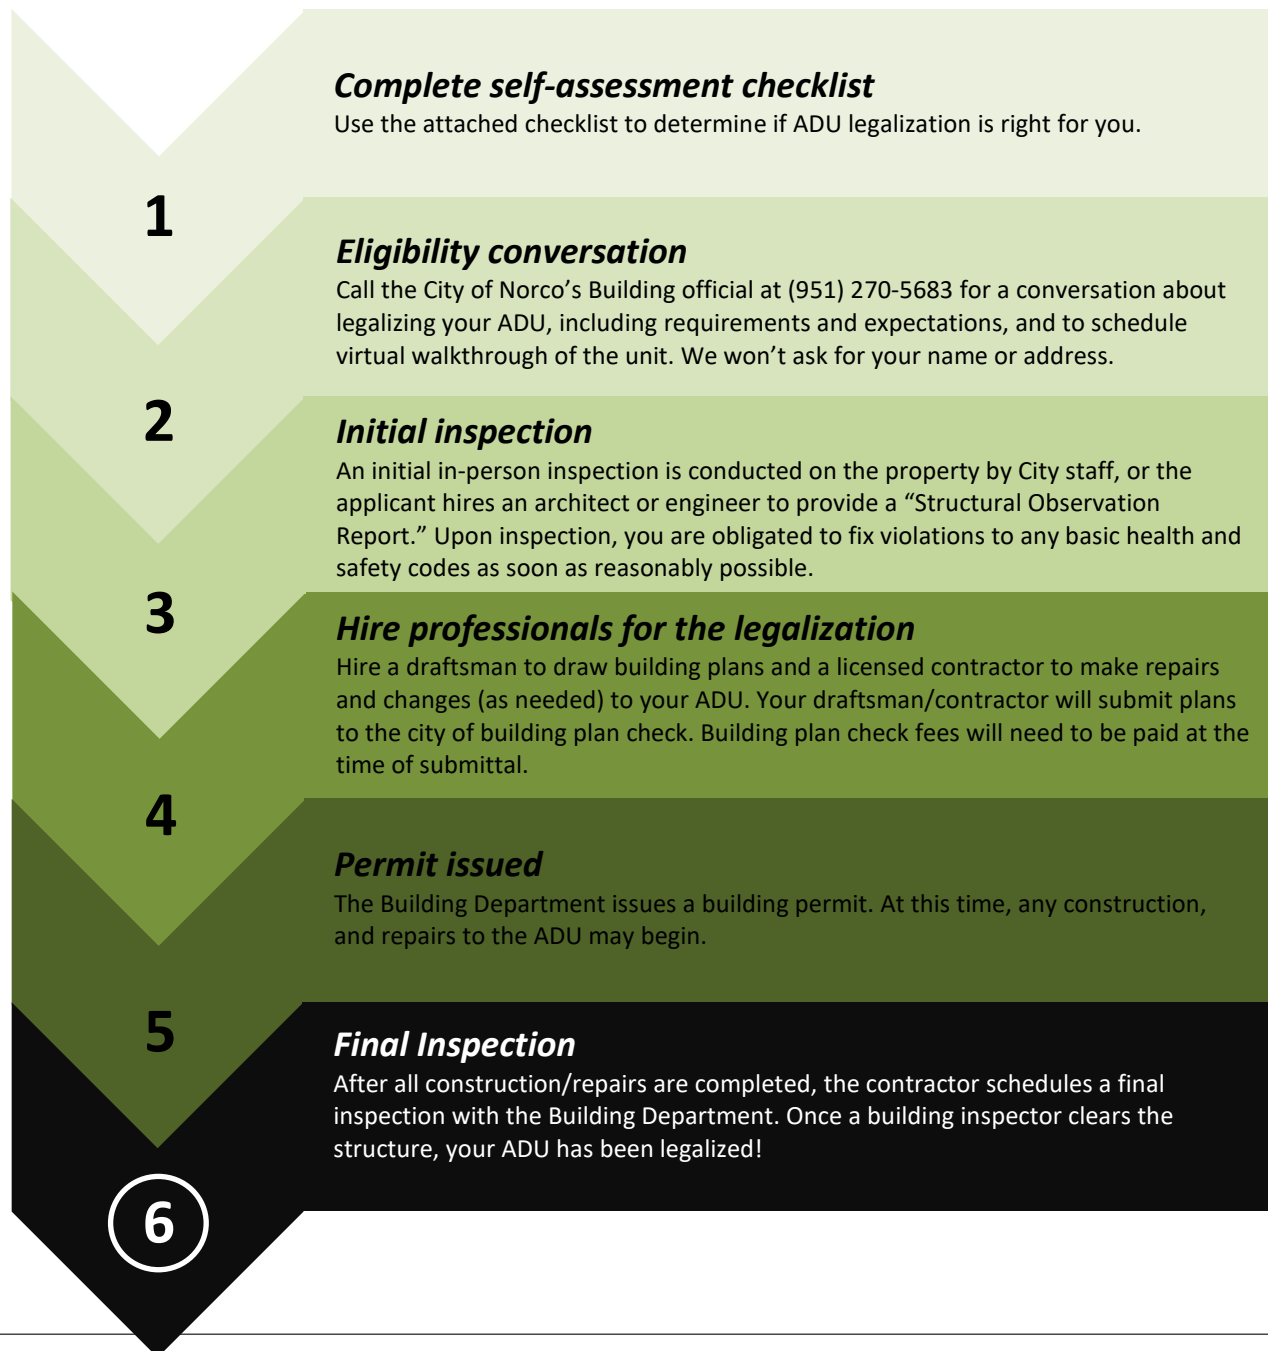 Complete self-assessment checklist
Use the attached checklist to determine if ADU legalization is right for you.
1
Eligibility conversation
Call the City of Norco’s Building official at (951) 270-5683 for a conversation about
legalizing your ADU, including requirements and expectations, and to schedule
virtual walkthrough of the unit. We won’t ask for your name or address.
2
Initial inspection
An initial in-person inspection is conducted on the property by City staff, or the
applicant hires an architect or engineer to provide a “Structural Observation
Report.” Upon inspection, you are obligated to fix violations to any basic health and
safety codes as soon as reasonably possible.
3
Hire professionals for the legalization
Hire a draftsman to draw building plans and a licensed contractor to make repairs
and changes (as needed) to your ADU. Your draftsman/contractor will submit plans
to the city of building plan check. Building plan check fees will need to be paid at the
time of submittal.
4
Permit issued
The Building Department issues a building permit. At this time, any construction,
and repairs to the ADU may begin.
5
Final Inspection
After all construction/repairs are completed, the contractor schedules a final
inspection with the Building Department. Once a building inspector clears the
structure, your ADU has been legalized!
6